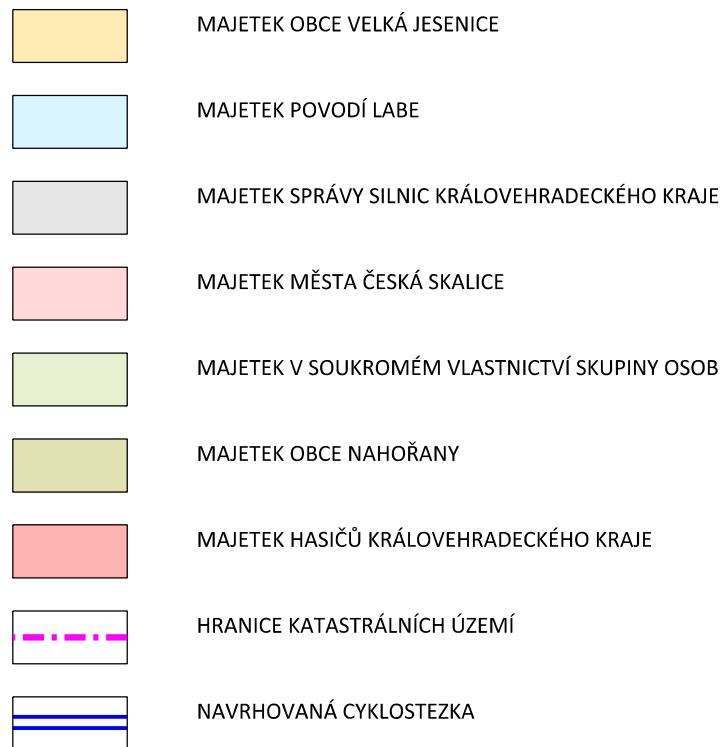 MAJETEK OBCE VELKÁ JESENICE
MAJETEK POVODÍ LABE
MAJETEK SPRÁVY SILNIC KRÁLOVEHRADECKÉHO KRAJE
MAJETEK MĚSTA ČESKÁ SKALICE
MAJETEK V SOUKROMÉM VLASTNICTVÍ SKUPINY OSOB
MAJETEK OBCE NAHOŘANY
MAJETEK HASIČŮ KRÁLOVEHRADECKÉHO KRAJE
HRANICE KATASTRÁLNÍCH ÚZEMÍ
NAVRHOVANÁ CYKLOSTEZKA